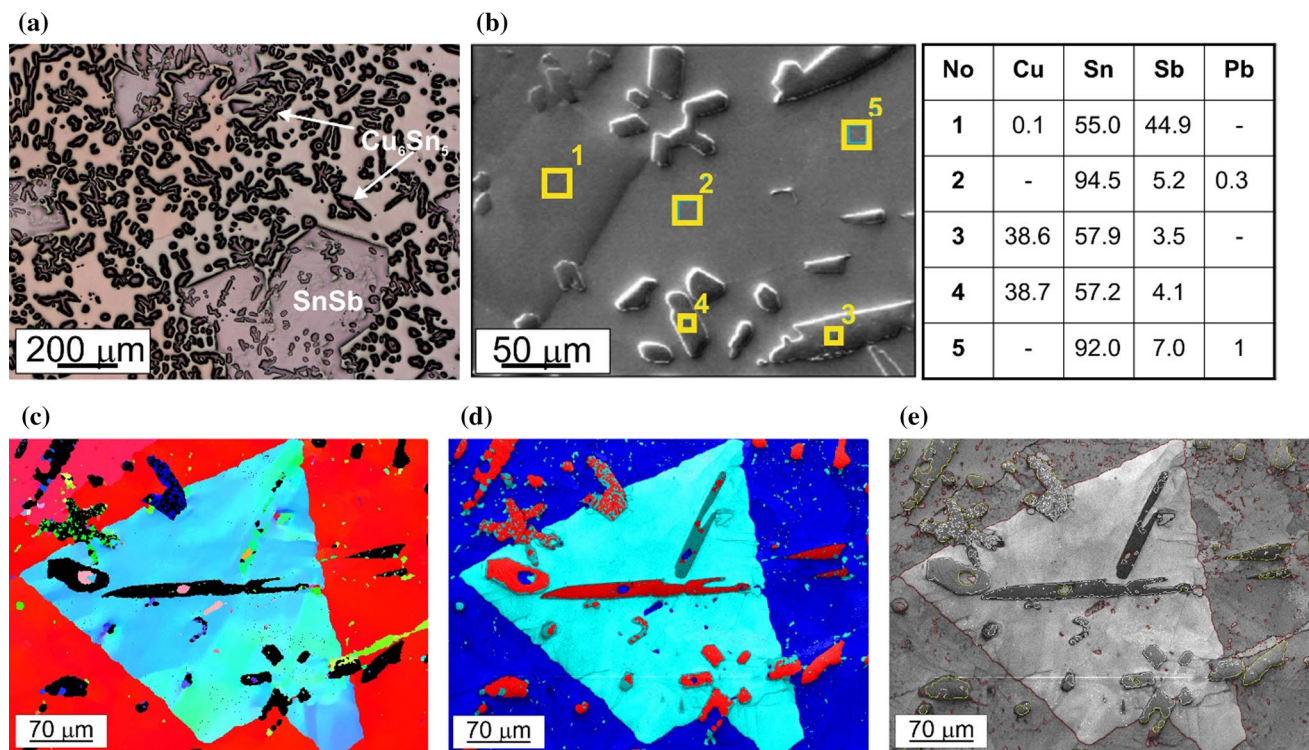 (a)
Cu₆Sn₅
SnSb
200 μm
(b)
1
2
3
4
5
50 μm
No Cu Sn Sb Pb
1 0.1 55.0 44.9 -
2 - 94.5 5.2 0.3
3 38.6 57.9 3.5 -
4 38.7 57.2 4.1
5 - 92.0 7.0 1
(c)
70 μm
(d)
70 μm
(e)
70 μm